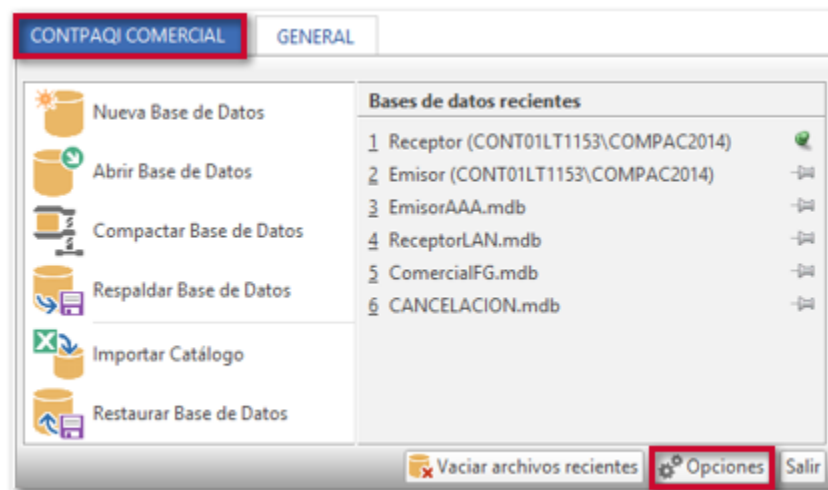 CONTPAQI COMERCIAL GENERAL
Nueva Base de Datos
Abrir Base de Datos
Compactar Base de Datos
Respaldar Base de Datos
Importar Catálogo
Restaurar Base de Datos
Bases de datos recientes
1 Receptor (CONT01LT1153\COMPAC2014)
2 Emisor (CONT01LT1153\COMPAC2014)
3 EmisorAAA.mdb
4 ReceptorLAN.mdb
5 ComercialFG.mdb
6 CANCELACION.mdb
Vaciar archivos recientes Opciones Salir